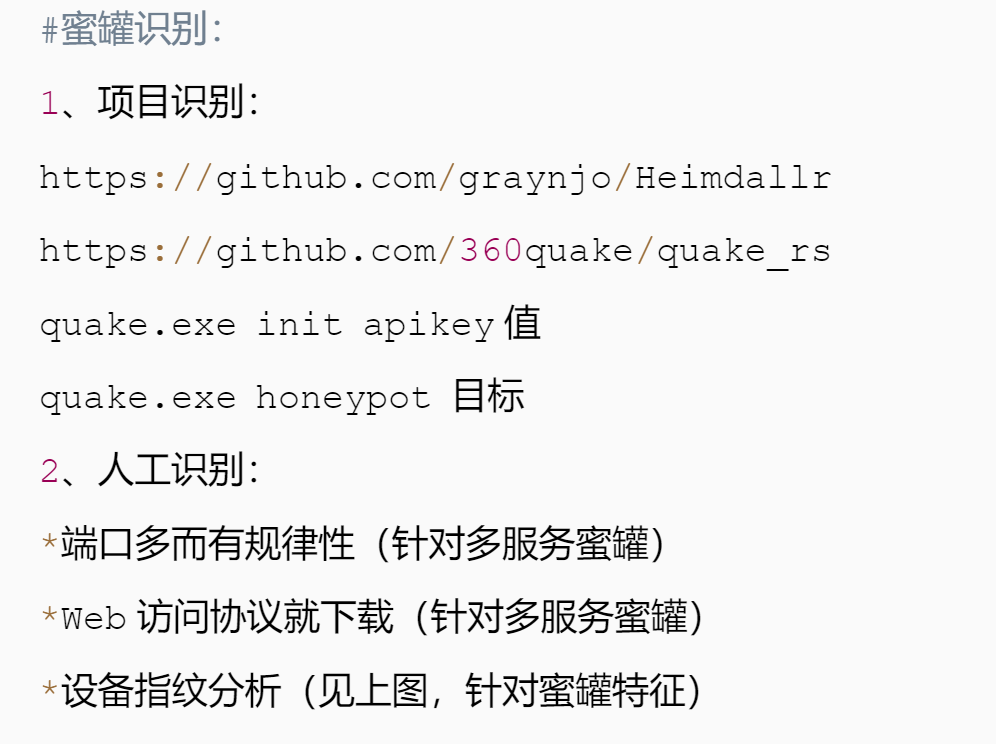 #蜜罐识别：
1、项目识别：
https://github.com/graynjo/Heimdallr
https://github.com/360quake/quake_rs
quake.exe init apikey值
quake.exe honeypot 目标
2、人工识别：
*端口多而有规律性（针对多服务蜜罐）
*Web访问协议就下载（针对多服务蜜罐）
*设备指纹分析（见上图，针对蜜罐特征）